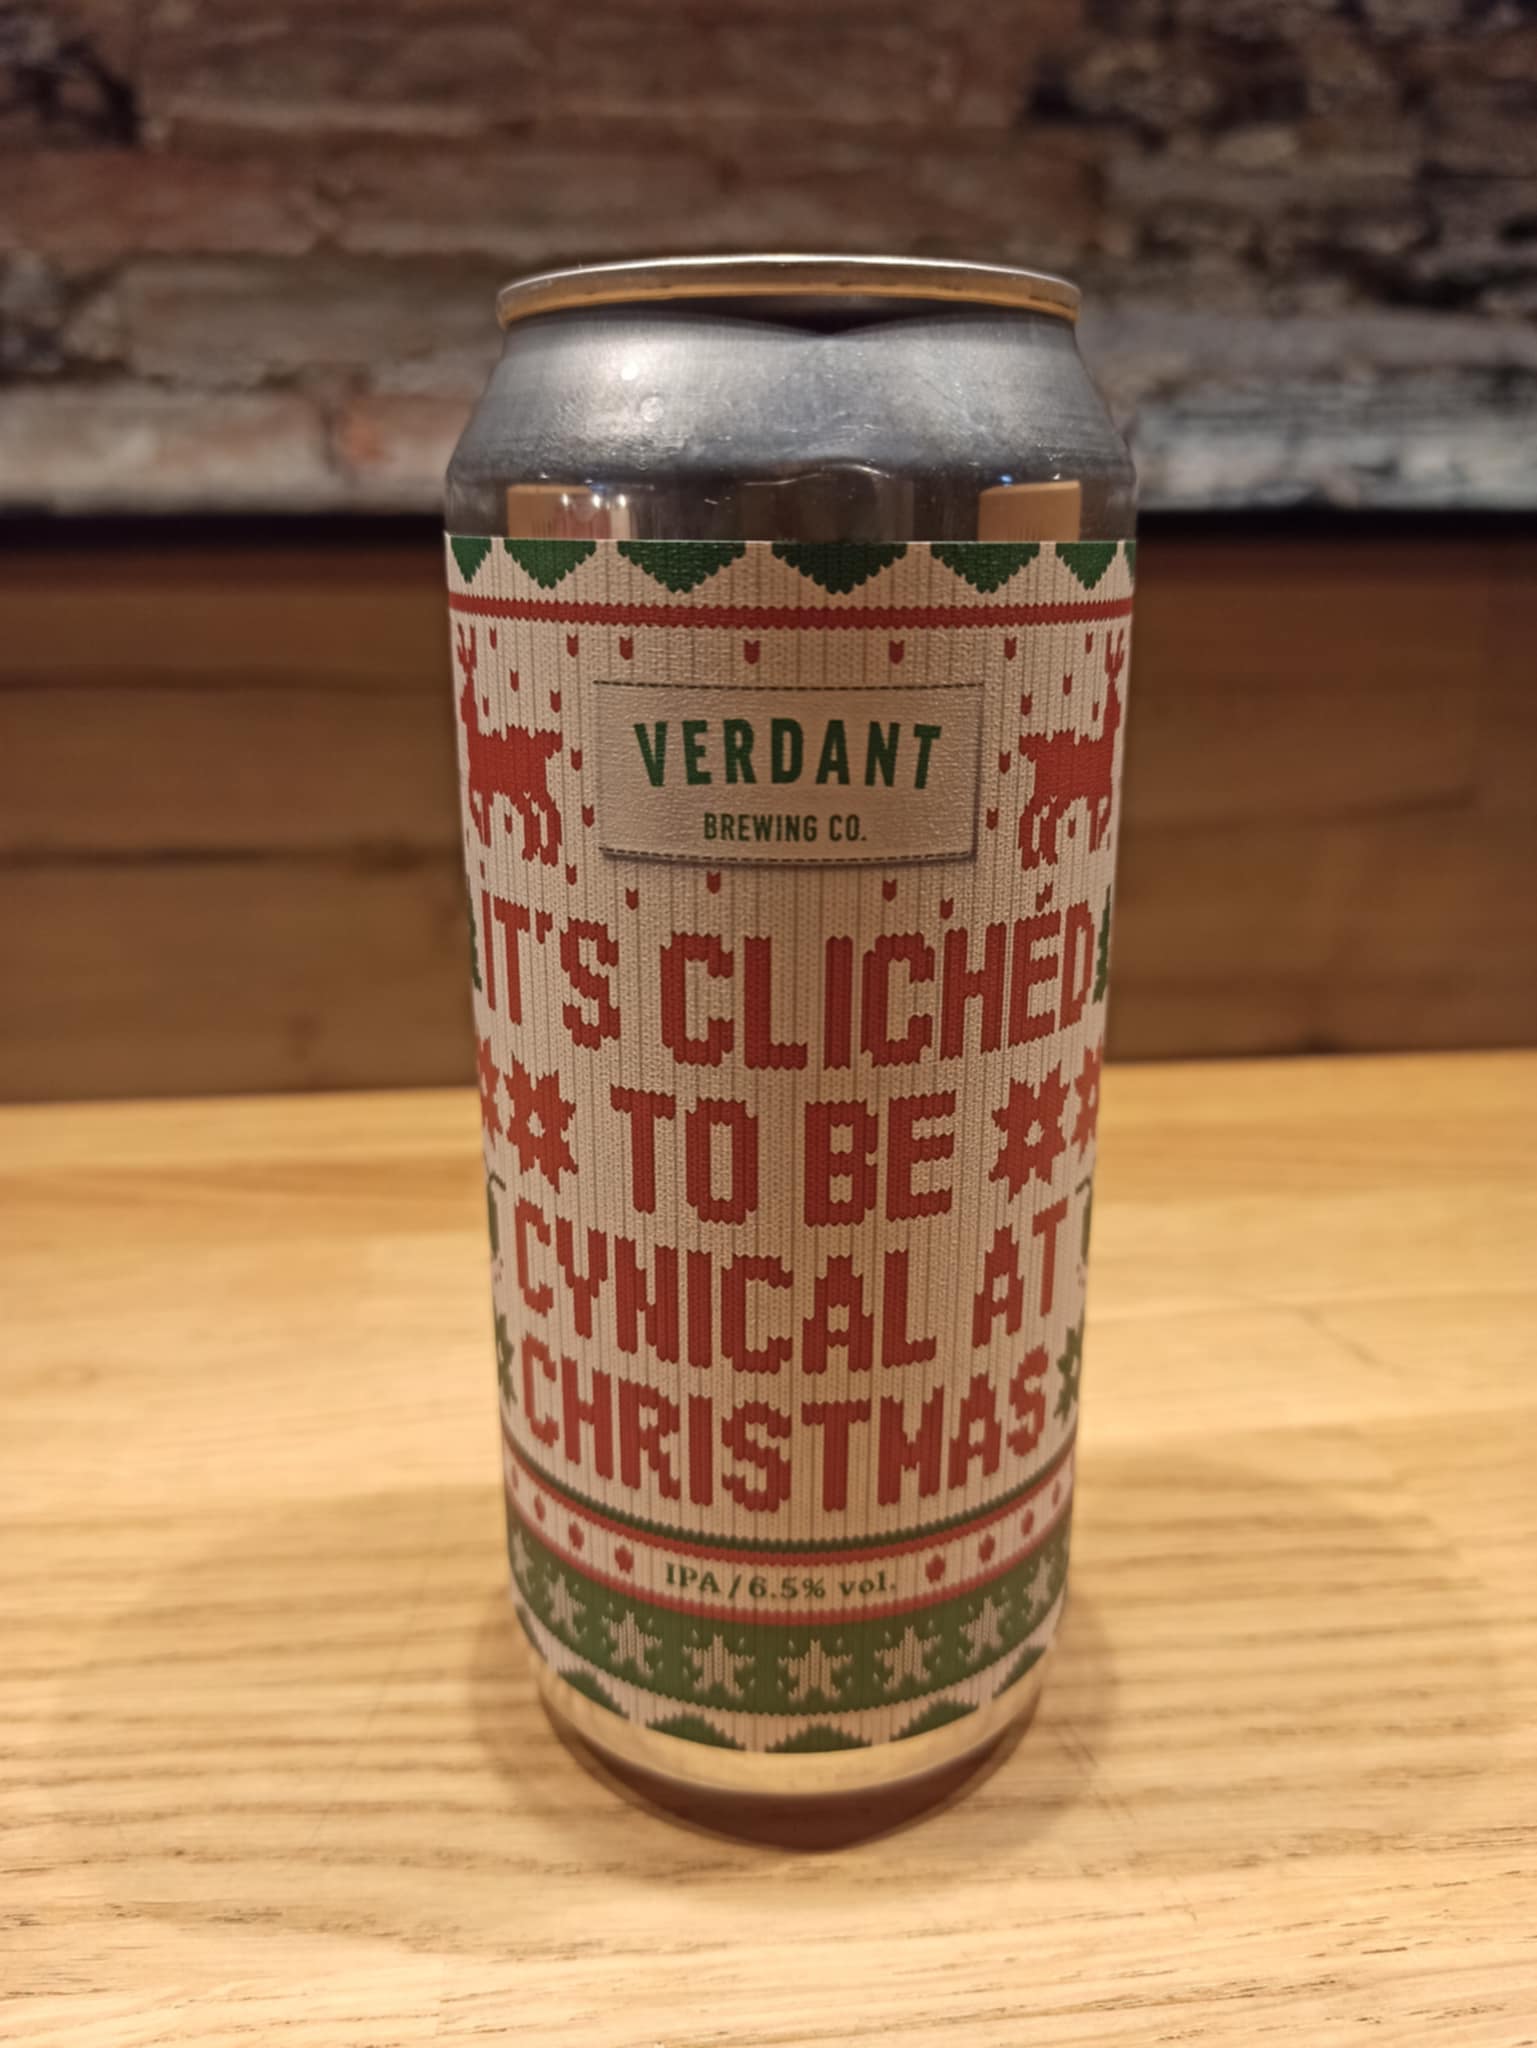 VERDANT
BREWING CO.
IT'S CLICHÉD
TO BE
CYNICAL AT
CHRISTMAS
IPA / 6.5% vol.